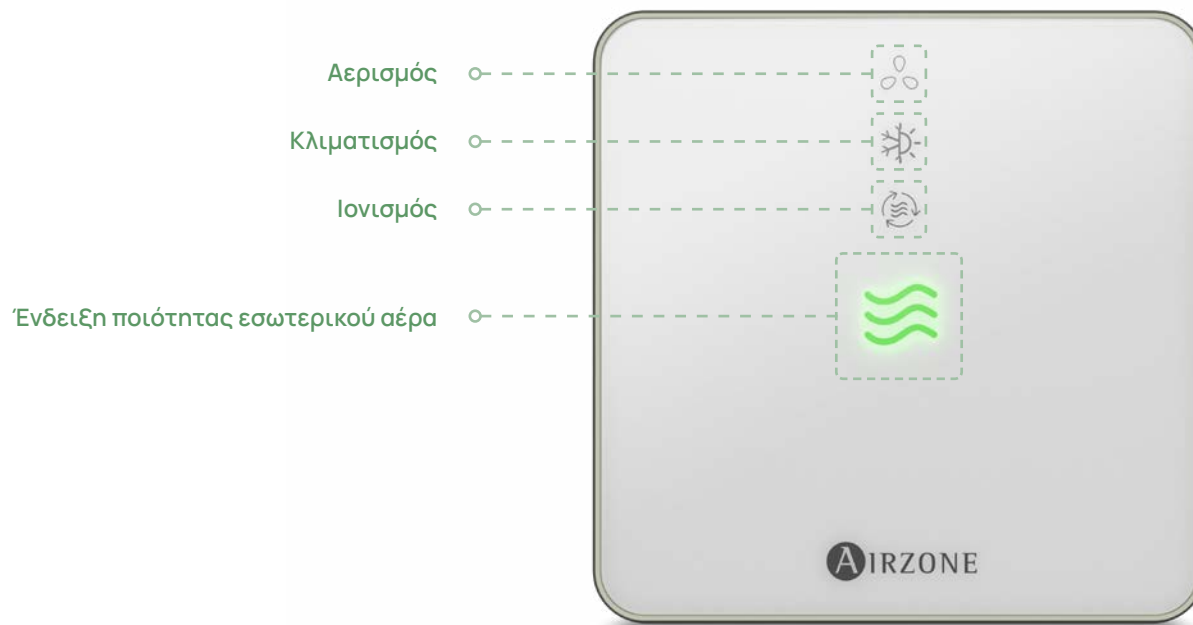 Αερισμός
Κλιματισμός
Ιονισμός
Ένδειξη ποιότητας εσωτερικού αέρα
AIRZONE